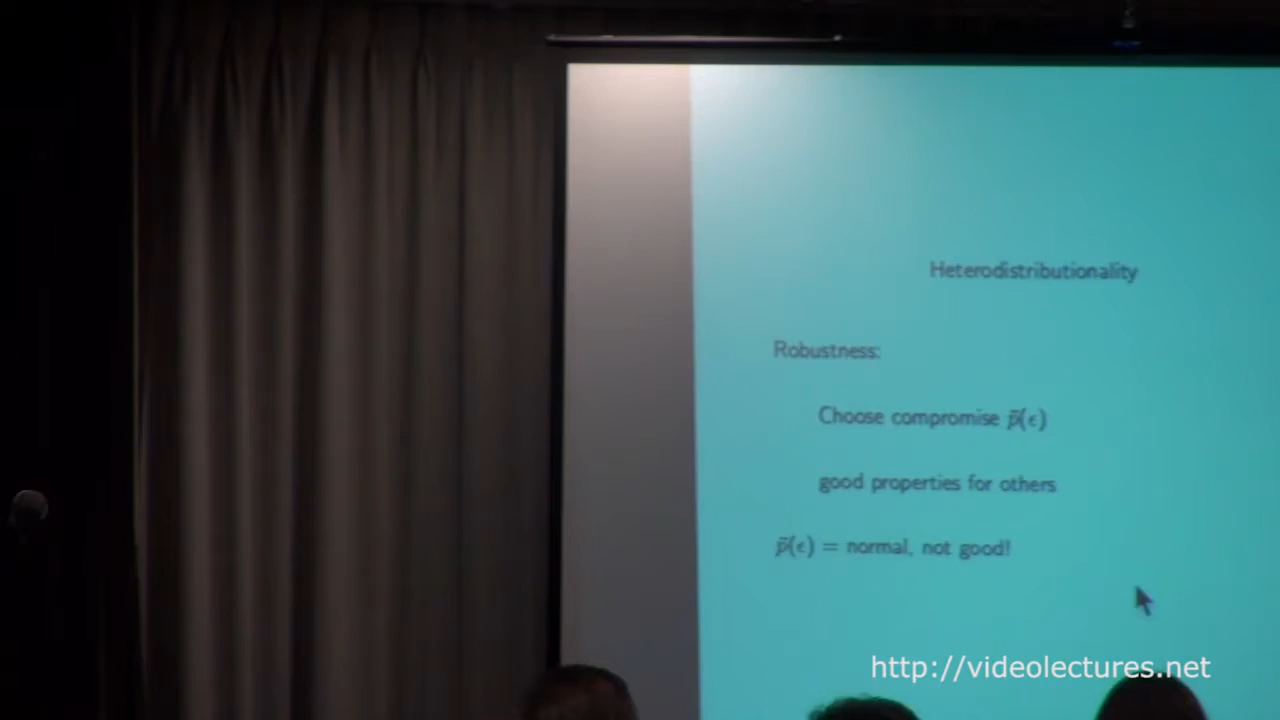 Heterodistributionality
Robustness:
Choose compromise p̃(ϵ)
good properties for others
p̃(ϵ) = normal, not good!
http://videolectures.net